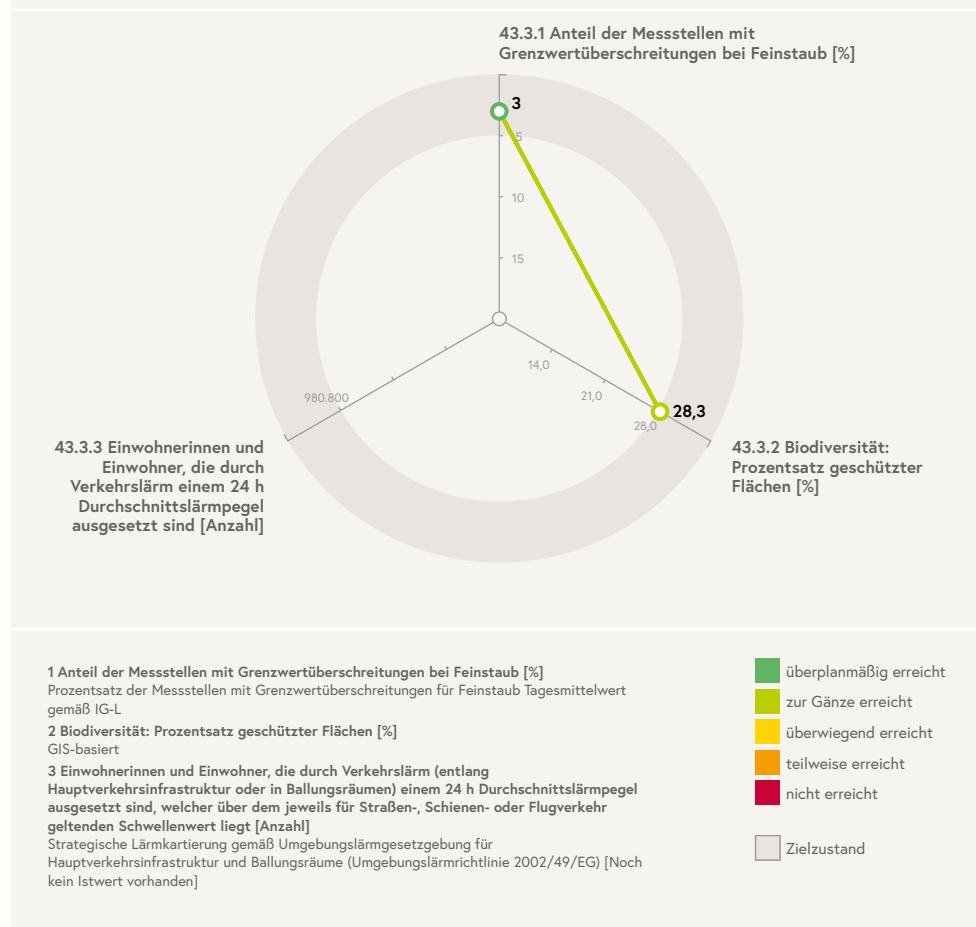 43.3.1 Anteil der Messstellen mit
Grenzwertüberschreitungen bei Feinstaub [%]
3
5
10
15
14,0
21,0
28,0
28,3
980.800
43.3.3 Einwohnerinnen und
Einwohner, die durch
Verkehrslärm einem 24 h
Durchschnittslärmpegel
ausgesetzt sind [Anzahl]
43.3.2 Biodiversität:
Prozentsatz geschützter
Flächen [%]
1 Anteil der Messstellen mit Grenzwertüberschreitungen bei Feinstaub [%]
Prozentsatz der Messstellen mit Grenzwertüberschreitungen für Feinstaub Tagesmittelwert
gemäß IG-L
2 Biodiversität: Prozentsatz geschützter Flächen [%]
GIS-basiert
3 Einwohnerinnen und Einwohner, die durch Verkehrslärm (entlang
Hauptverkehrsinfrastruktur oder in Ballungsräumen) einem 24 h Durchschnittslärmpegel
ausgesetzt sind, welcher über dem jeweils für Straßen-, Schienen- oder Flugverkehr
geltenden Schwellenwert liegt [Anzahl]
Strategische Lärmkartierung gemäß Umgebungslärmgesetzgebung für
Hauptverkehrsinfrastruktur und Ballungsräume (Umgebungslärmrichtlinie 2002/49/EG) [Noch
kein Istwert vorhanden]
überplanmäßig erreicht
zur Gänze erreicht
überwiegend erreicht
teilweise erreicht
nicht erreicht
Zielzustand